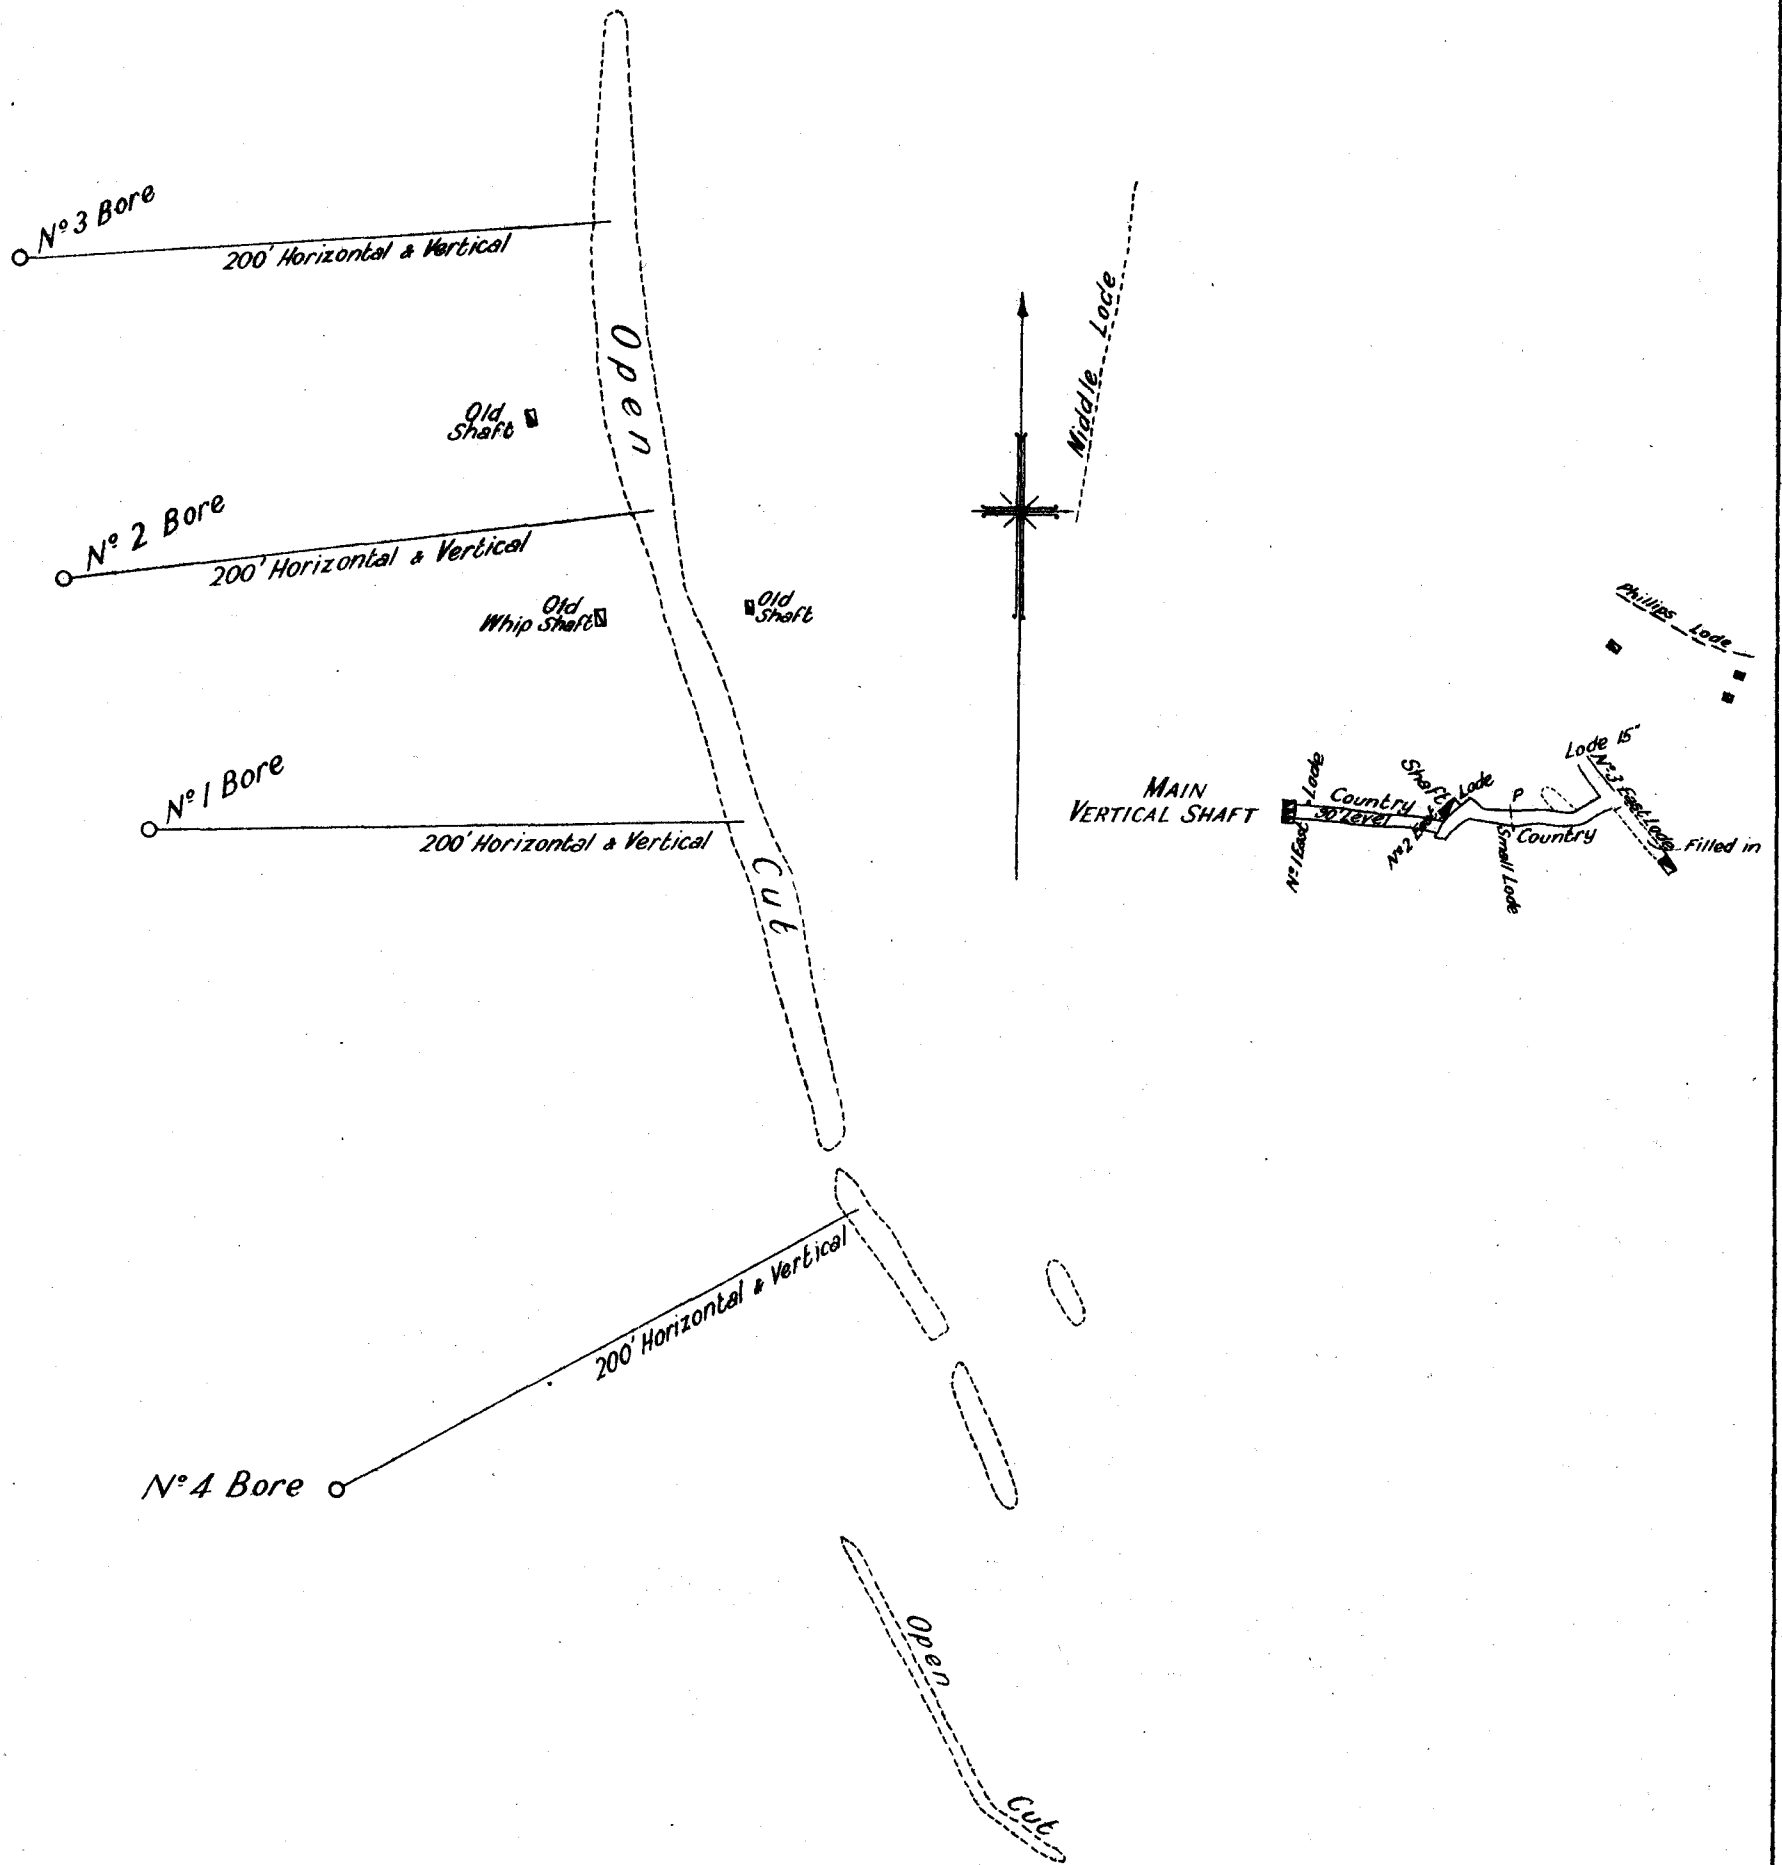 Nº 3 Bore
200' Horizontal & Vertical
Open
Old
Shaft
Middle Lode
Nº 2 Bore
200' Horizontal & Vertical
Old
Whip Shaft
Old
Shaft
Phillips Lode
Nº 1 Bore
200' Horizontal & Vertical
Cut
MAIN
VERTICAL SHAFT
Nº 1 East Lode
Country
Shaft
Nº 2 East Lode
P
Small Lode
Country
Lode 15"
Nº 3 East Lode
Filled in
200' Horizontal & Vertical
Nº 4 Bore
Open
Cut